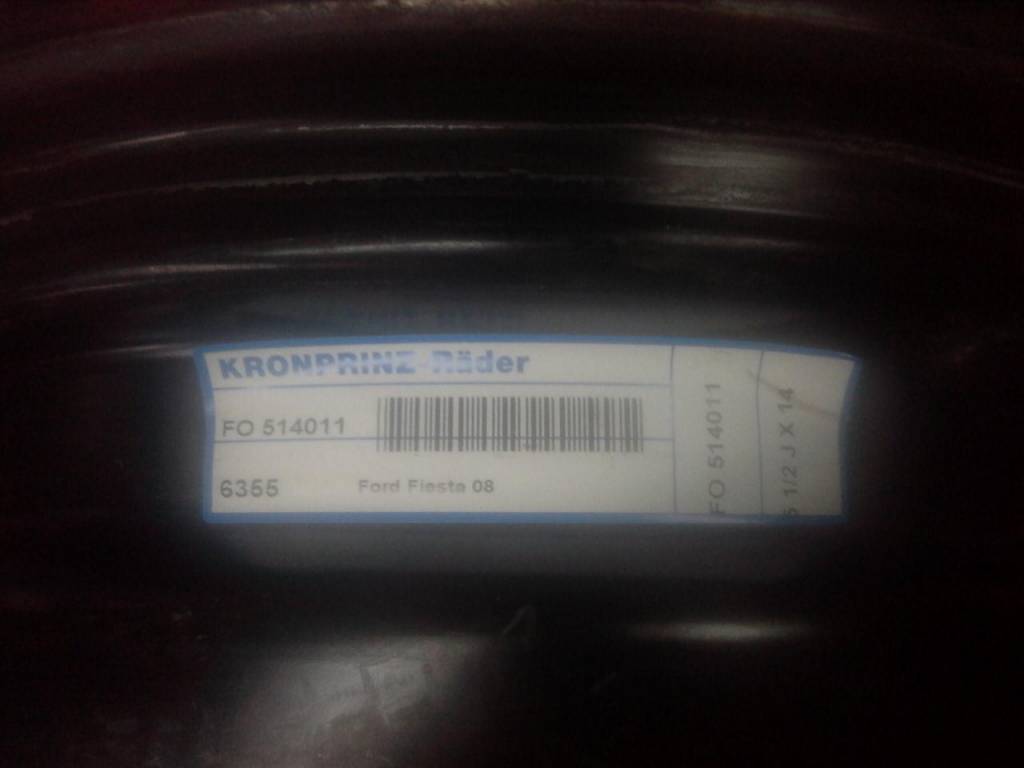 KRONPRINZ-Räder
FO 514011
6355 Ford Fiesta 08
FO 514011
5 1/2 J X 14